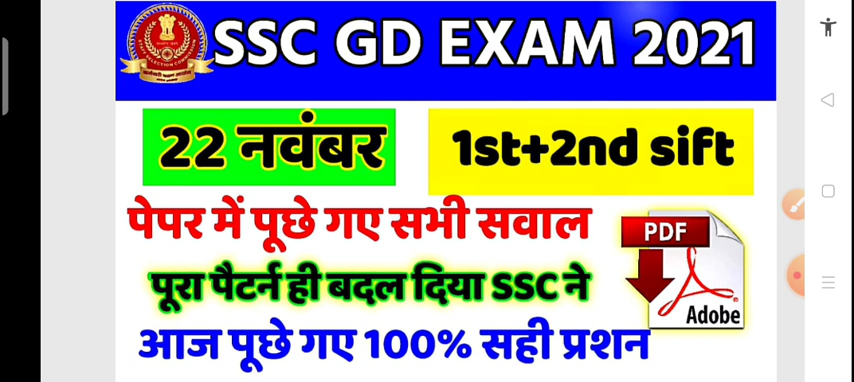 SSC GD EXAM 2021
22 नवंबर
1st+2nd sift
पेपर में पूछे गए सभी सवाल
PDF
पूरा पैटर्न ही बदल दिया SSC ने
Adobe
आज पूछे गए 100% सही प्रशन